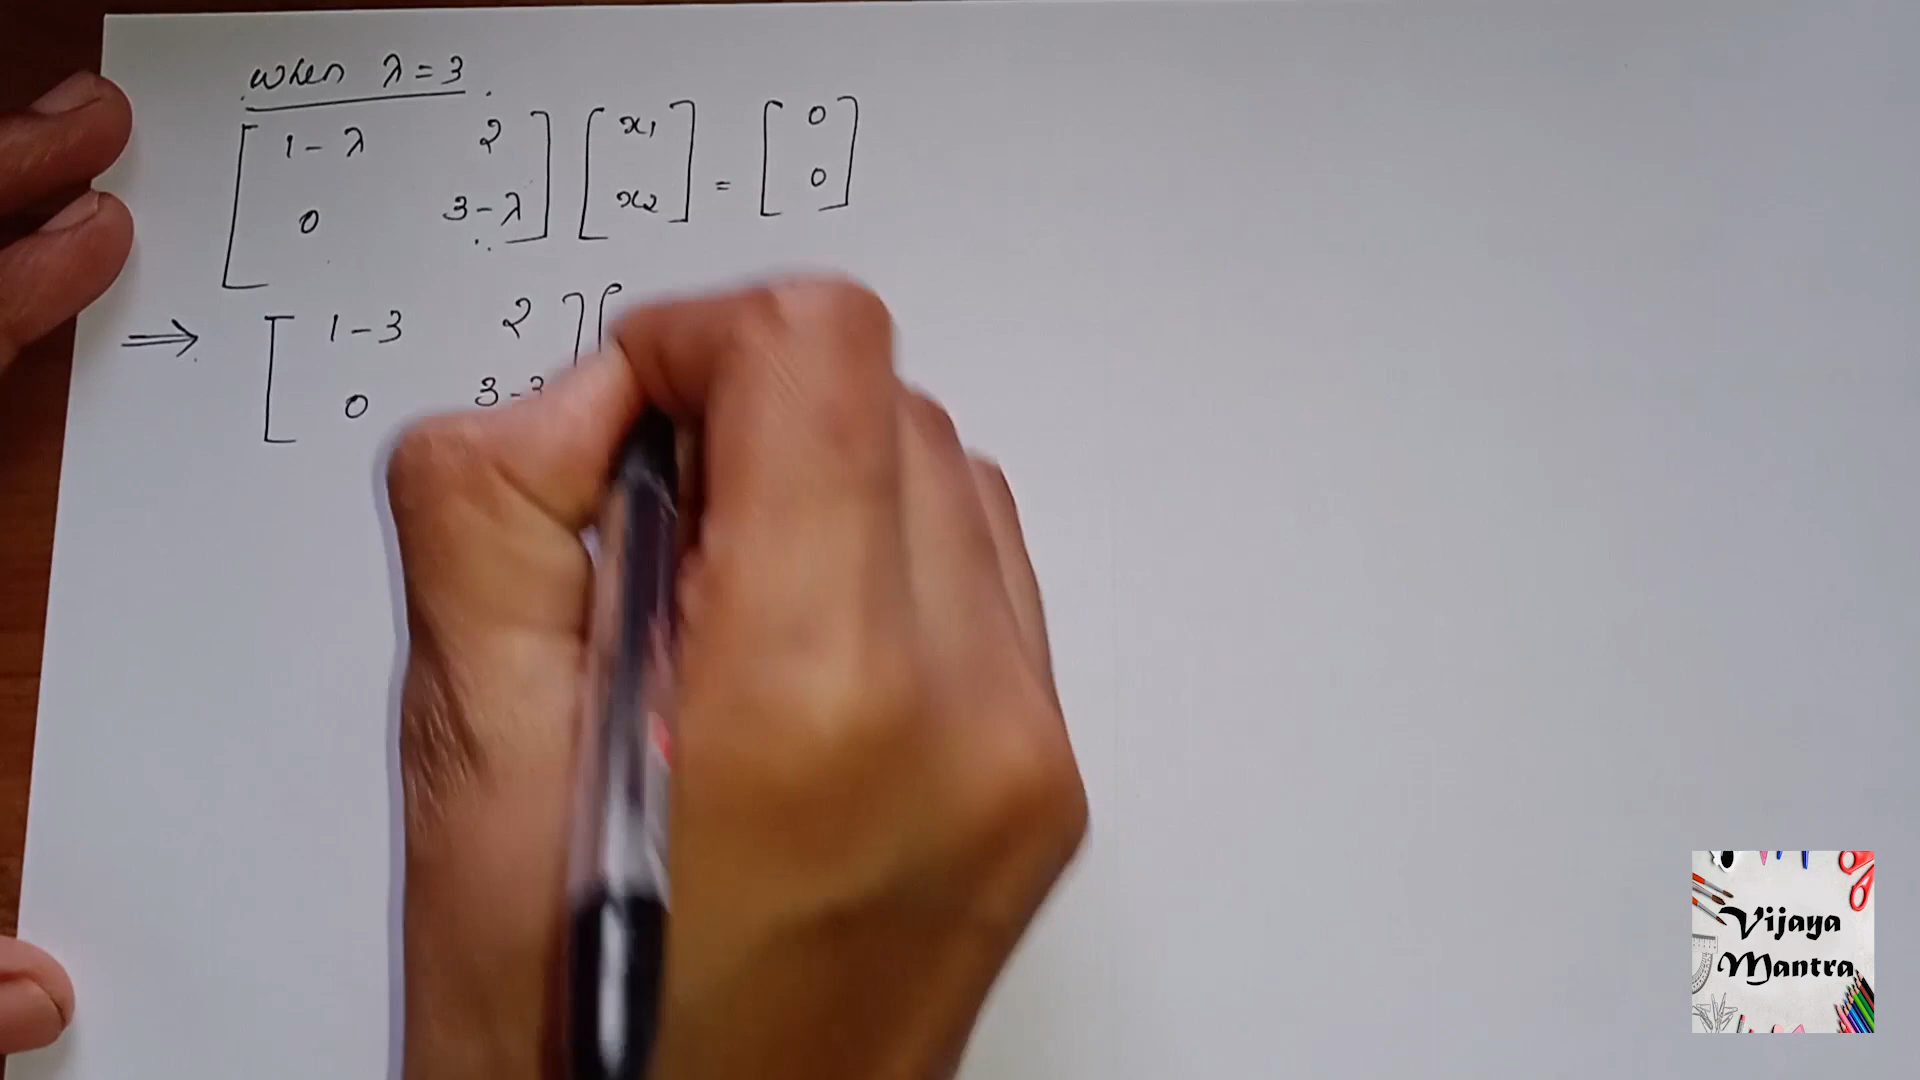 when λ = 3
[ 1 - λ 2 ] [ x1 ] = [ 0 ]
[ 0 3 - λ ] [ x2 ] [ 0 ]
⇒ [ 1 - 3 2 ] [
[ 0 3 - 3
Vijaya
Mantra